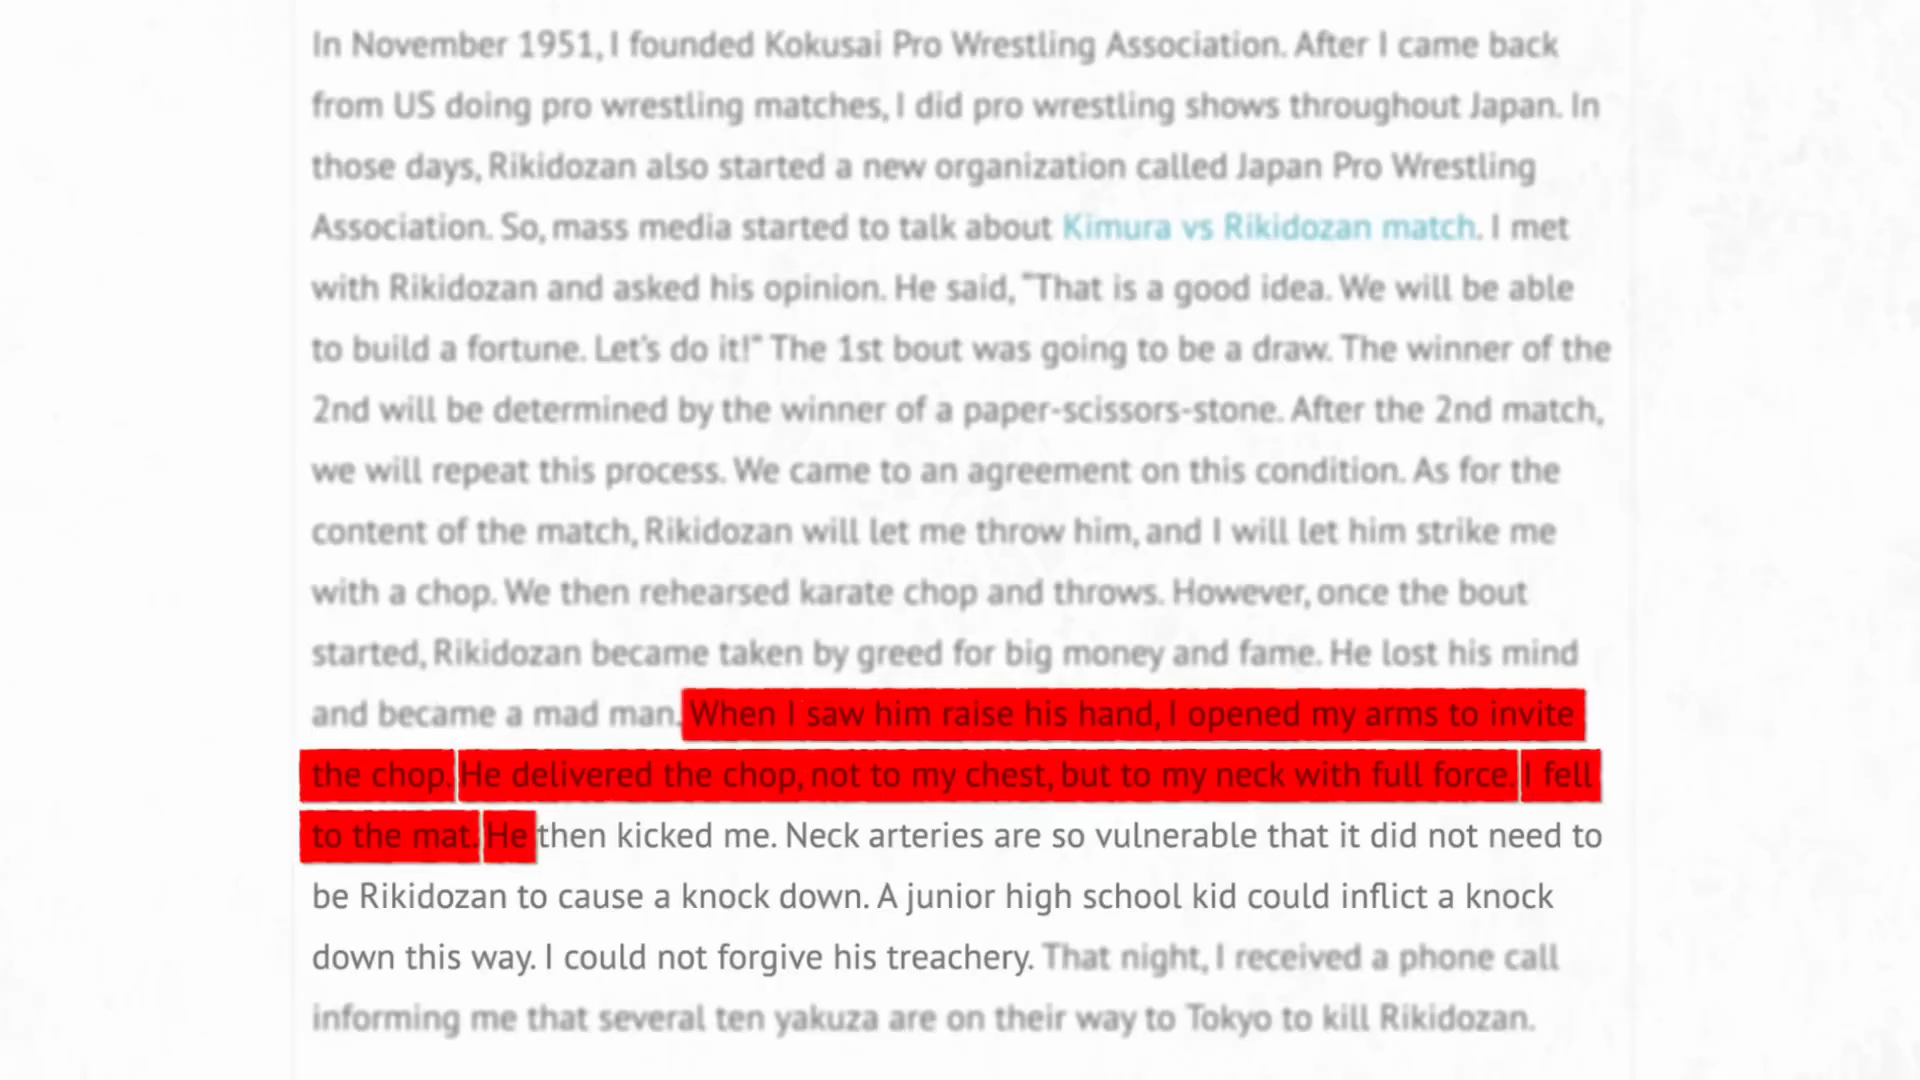 In November 1951, I founded Kokusai Pro Wrestling Association. After I came back
from US doing pro wrestling matches, I did pro wrestling shows throughout Japan. In
those days, Rikidozan also started a new organization called Japan Pro Wrestling
Association. So, mass media started to talk about Kimura vs Rikidozan match. I met
with Rikidozan and asked his opinion. He said, "That is a good idea. We will be able
to build a fortune. Let's do it!" The 1st bout was going to be a draw. The winner of the
2nd will be determined by the winner of a paper-scissors-stone. After the 2nd match,
we will repeat this process. We came to an agreement on this condition. As for the
content of the match, Rikidozan will let me throw him, and I will let him strike me
with a chop. We then rehearsed karate chop and throws. However, once the bout
started, Rikidozan became taken by greed for big money and fame. He lost his mind
and became a mad man. When I saw him raise his hand, I opened my arms to invite
the chop. He delivered the chop, not to my chest, but to my neck with full force. I fell
to the mat. He then kicked me. Neck arteries are so vulnerable that it did not need to
be Rikidozan to cause a knock down. A junior high school kid could inflict a knock
down this way. I could not forgive his treachery. That night, I received a phone call
informing me that several ten yakuza are on their way to Tokyo to kill Rikidozan.